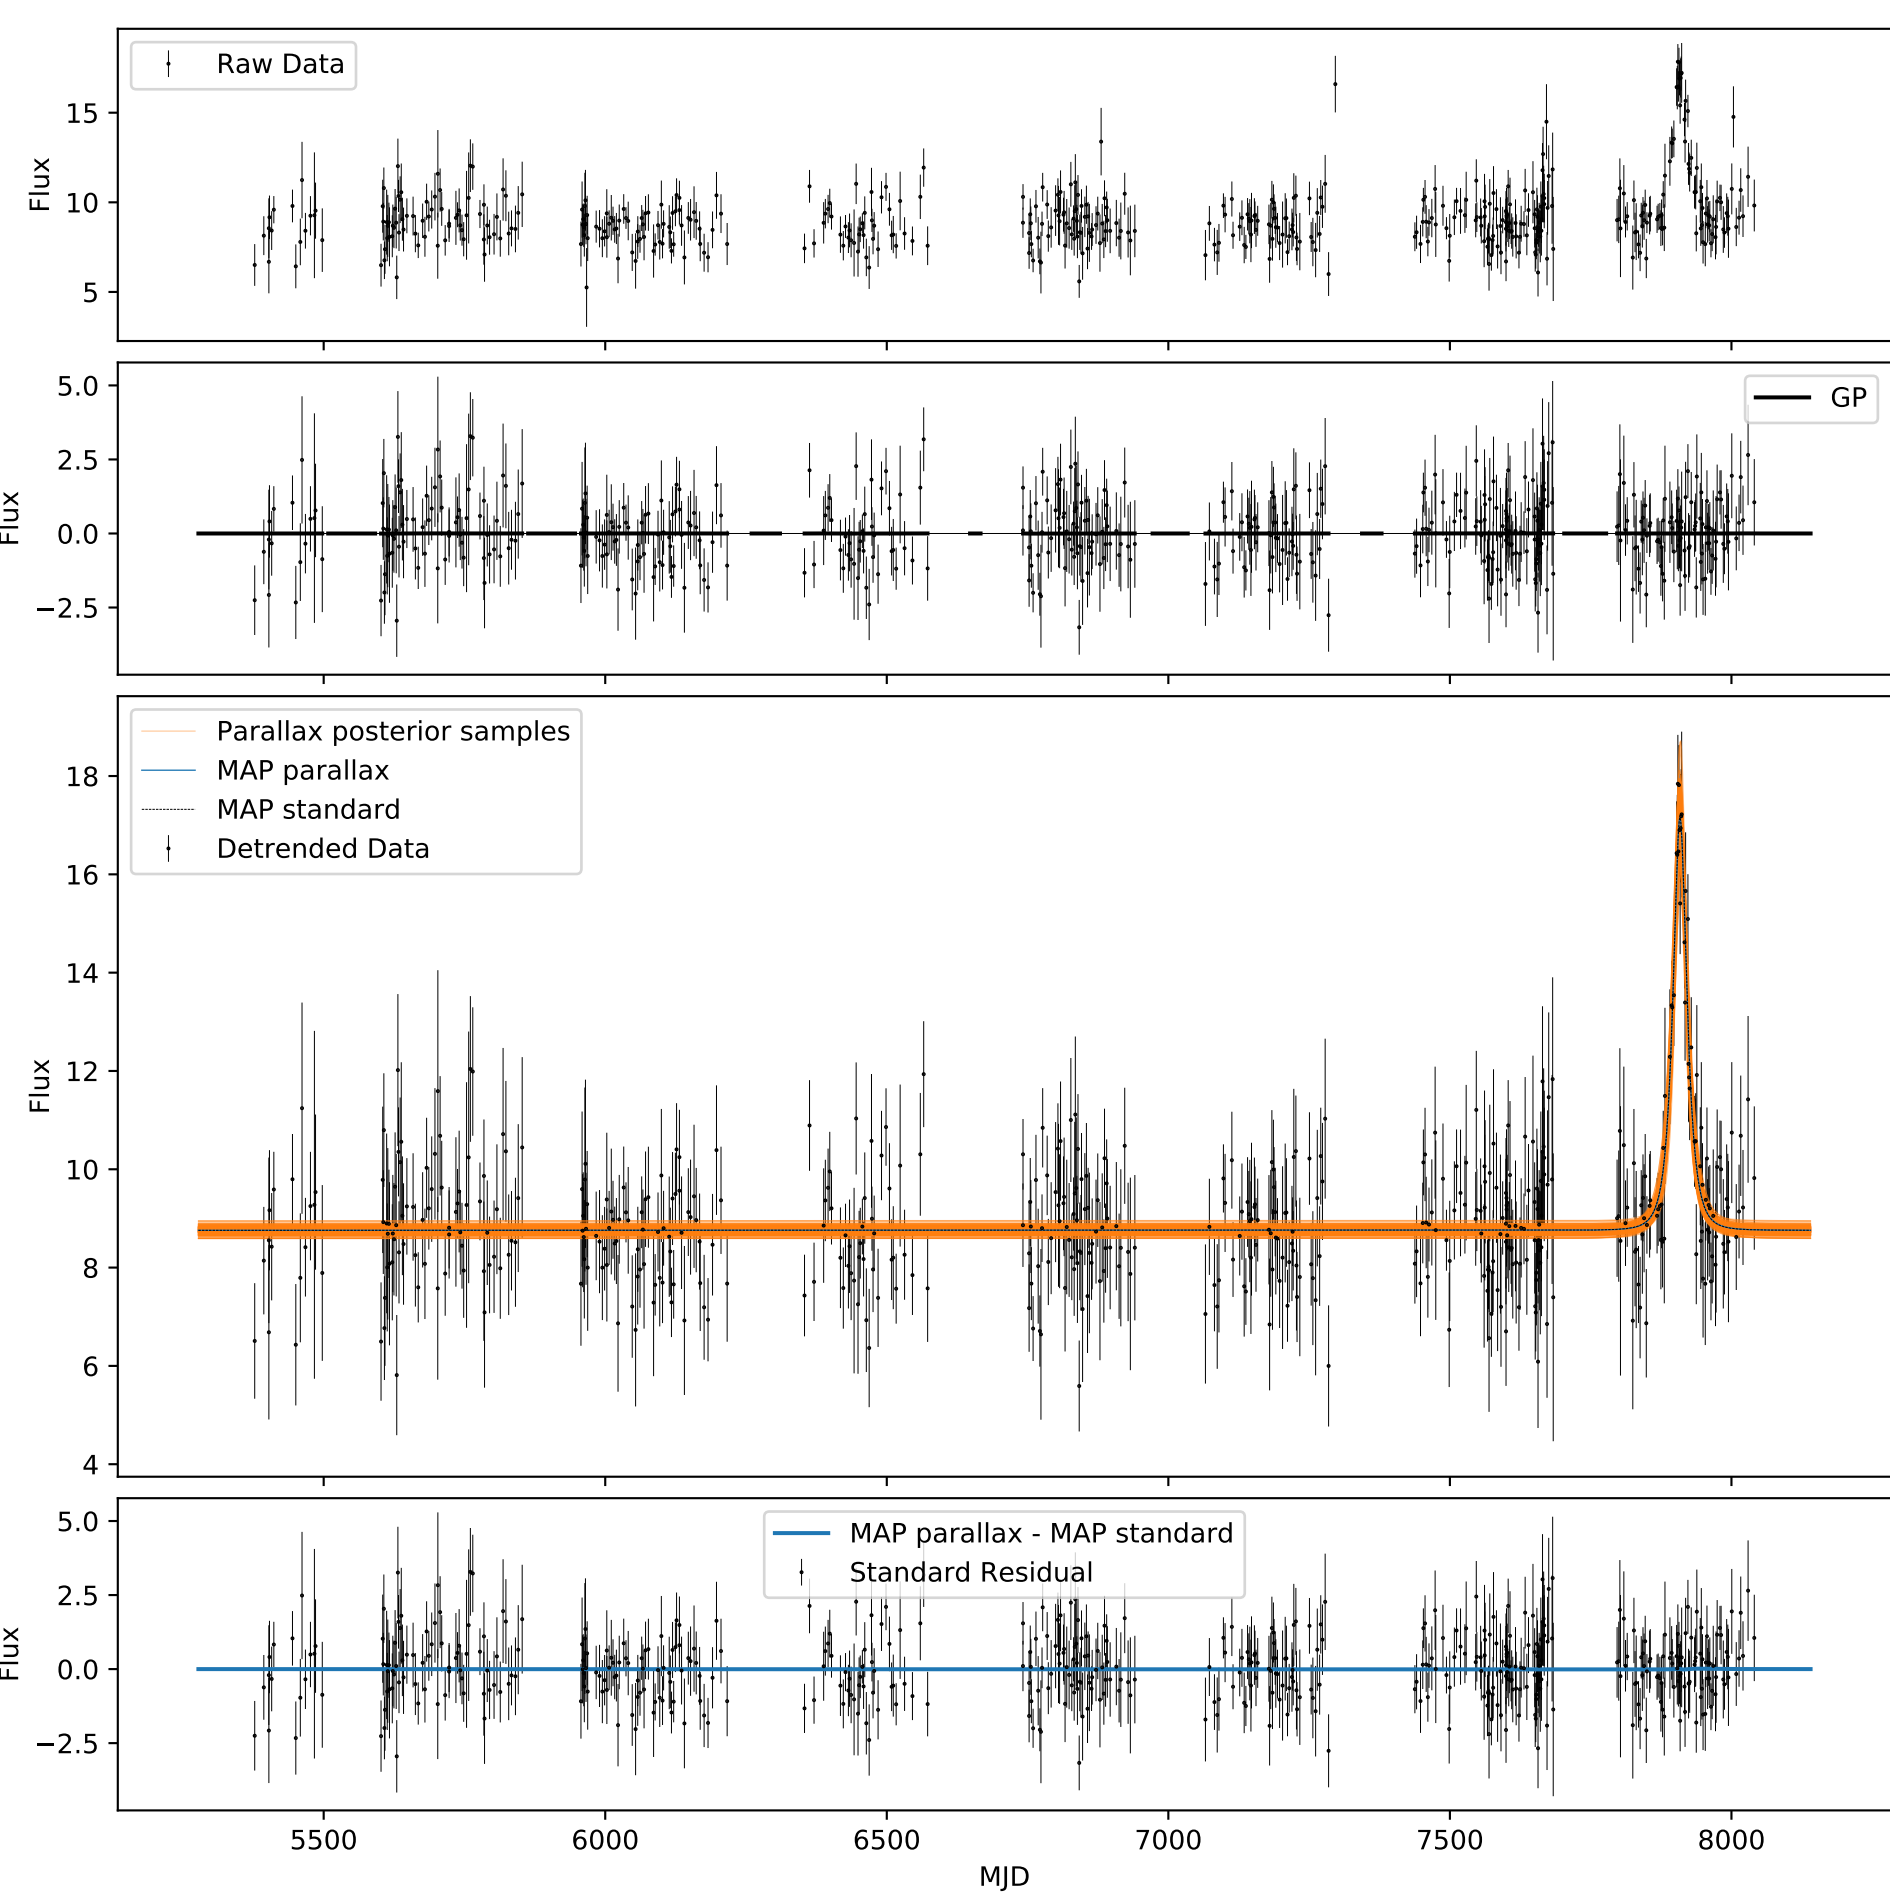 Raw Data
15
10
5
Flux
GP
5.0
2.5
0.0
−2.5
Flux
Parallax posterior samples
MAP parallax
MAP standard
Detrended Data
18
16
14
12
10
8
6
4
Flux
MAP parallax - MAP standard
Standard Residual
5.0
2.5
0.0
−2.5
Flux
5500 6000 6500 7000 7500 8000
MJD